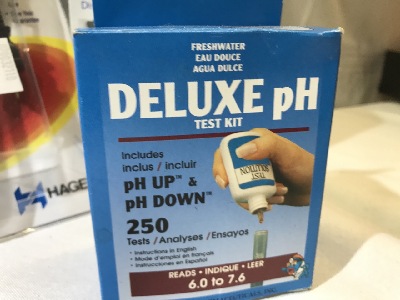 FRESHWATER
EAU DOUCE
AGUA DULCE
DELUXE pH
TEST KIT
Includes
inclus / incluir
pH UP™ &
pH DOWN™
250
Tests / Analyses / Ensayos
• Instructions in English
• Mode d'emploi en français
• Instrucciones en Español
TEST
SOLUTION
READS • INDIQUE • LEER
6.0 to 7.6
HAGE